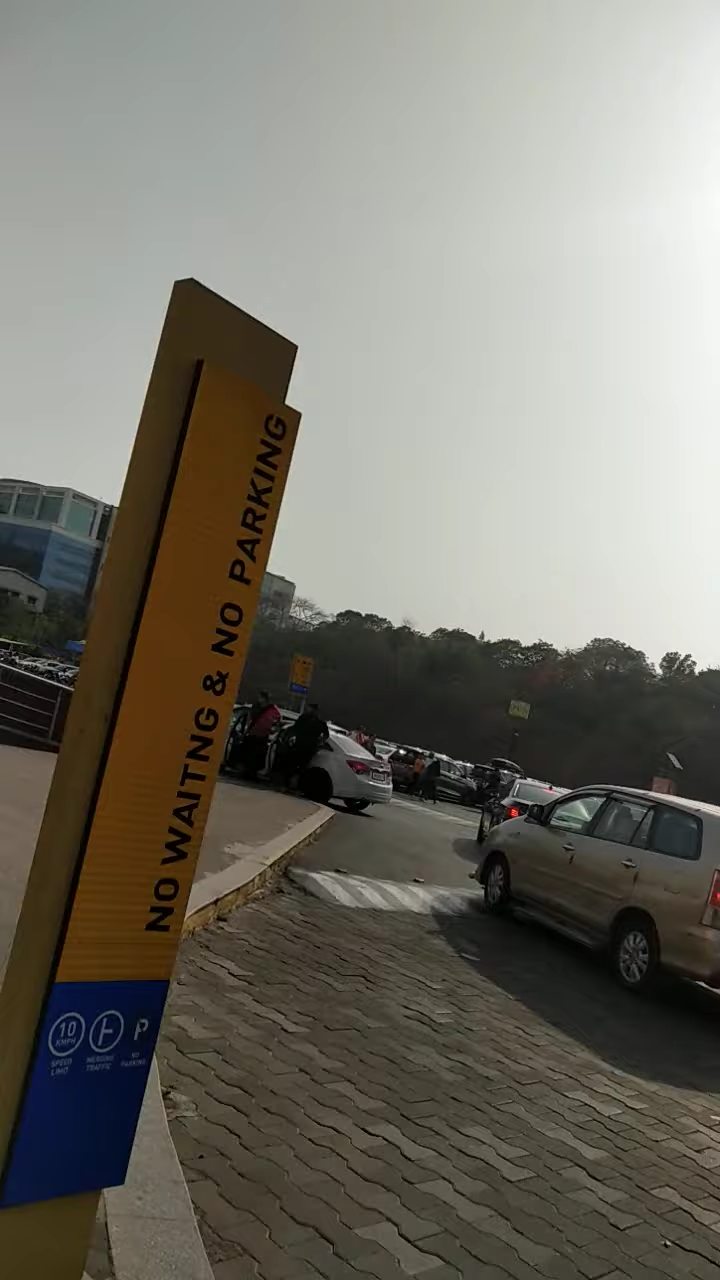 NO WAITNG & NO PARKING
10
KMPH
SPEED
LIMIT
MERGING
TRAFFIC
P
NO
PARKING